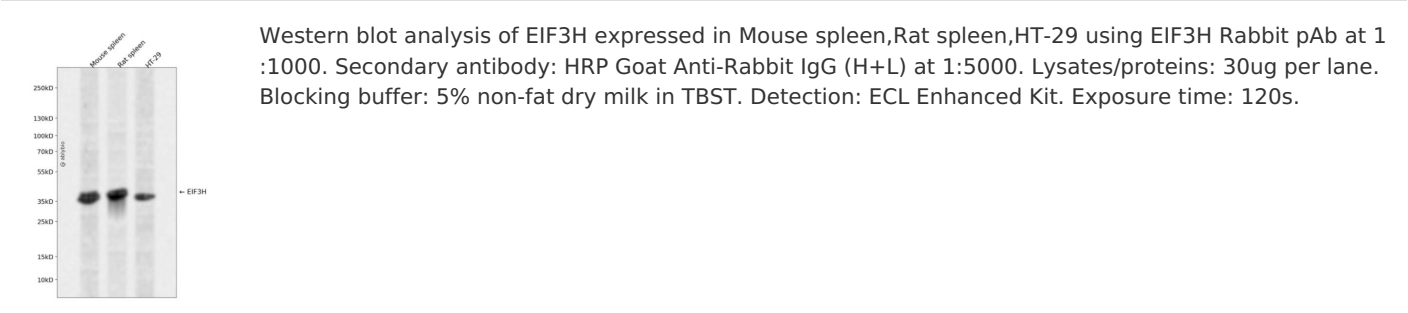 Mouse spleen
Rat spleen
HT-29
250kD
130kD
100kD
70kD
55kD
35kD
25kD
15kD
10kD
@ abybio
← EIF3H
Western blot analysis of EIF3H expressed in Mouse spleen,Rat spleen,HT-29 using EIF3H Rabbit pAb at 1
:1000. Secondary antibody: HRP Goat Anti-Rabbit IgG (H+L) at 1:5000. Lysates/proteins: 30ug per lane.
Blocking buffer: 5% non-fat dry milk in TBST. Detection: ECL Enhanced Kit. Exposure time: 120s.